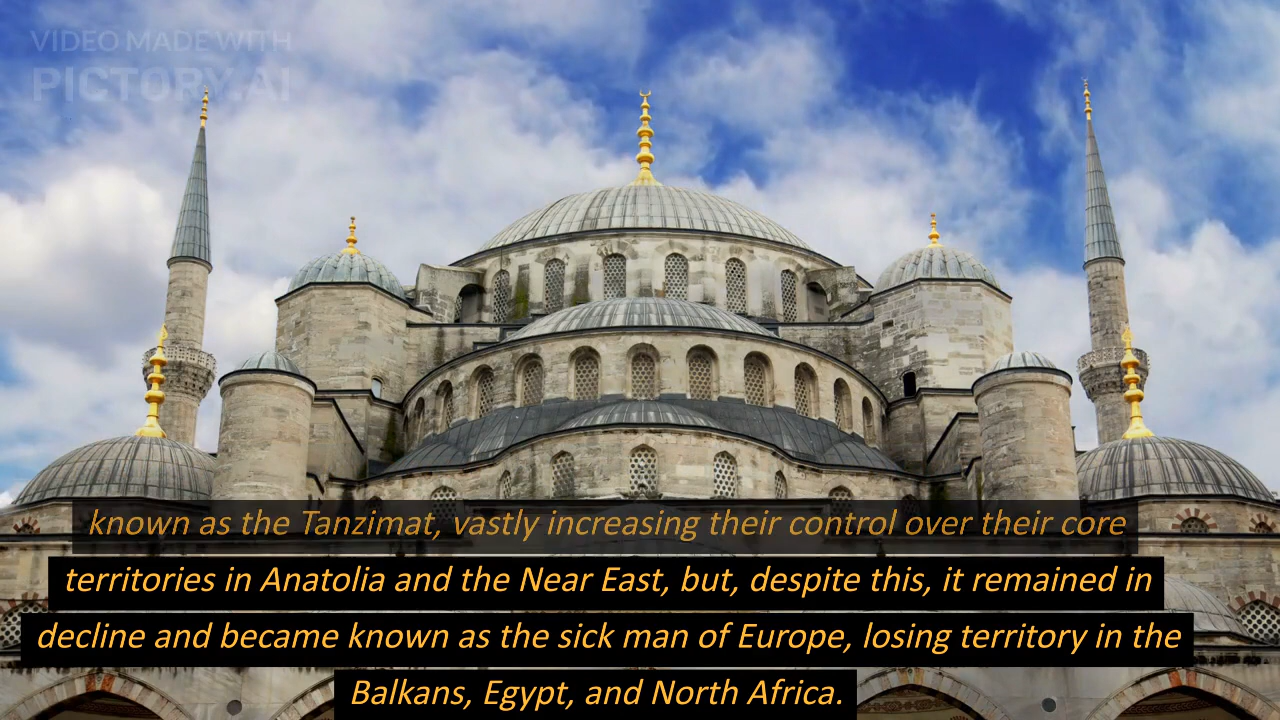 VIDEO MADE WITH
PICTORY.AI
known as the Tanzimat, vastly increasing their control over their core
territories in Anatolia and the Near East, but, despite this, it remained in
decline and became known as the sick man of Europe, losing territory in the
Balkans, Egypt, and North Africa.